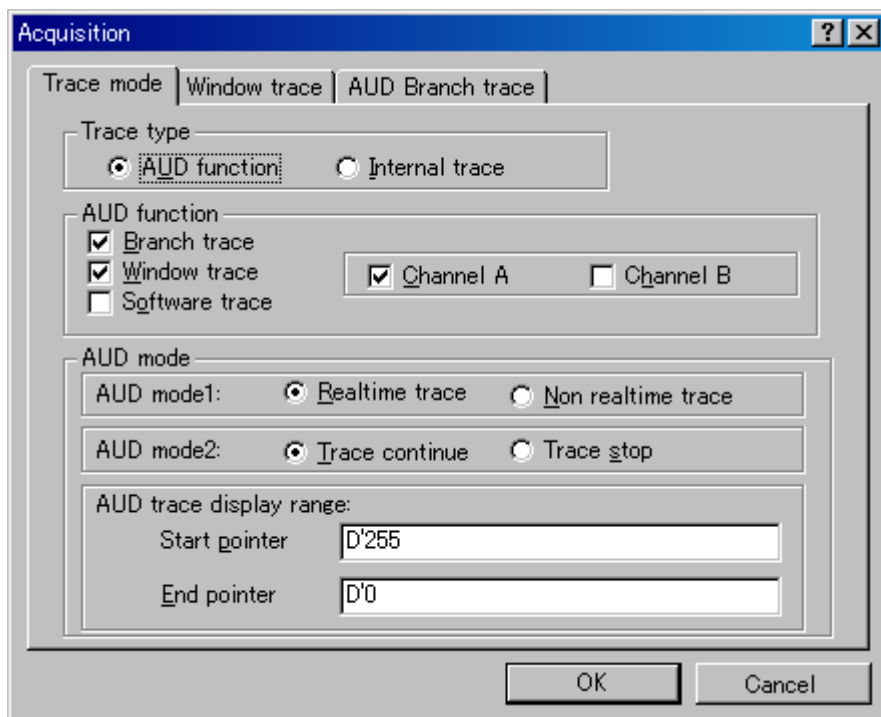 Acquisition
Trace mode Window trace AUD Branch trace
Trace type
AUD function Internal trace
AUD function
Branch trace
Window trace Channel A Channel B
Software trace
AUD mode
AUD mode1: Realtime trace Non realtime trace
AUD mode2: Trace continue Trace stop
AUD trace display range:
Start pointer D'255
End pointer D'0
OK Cancel